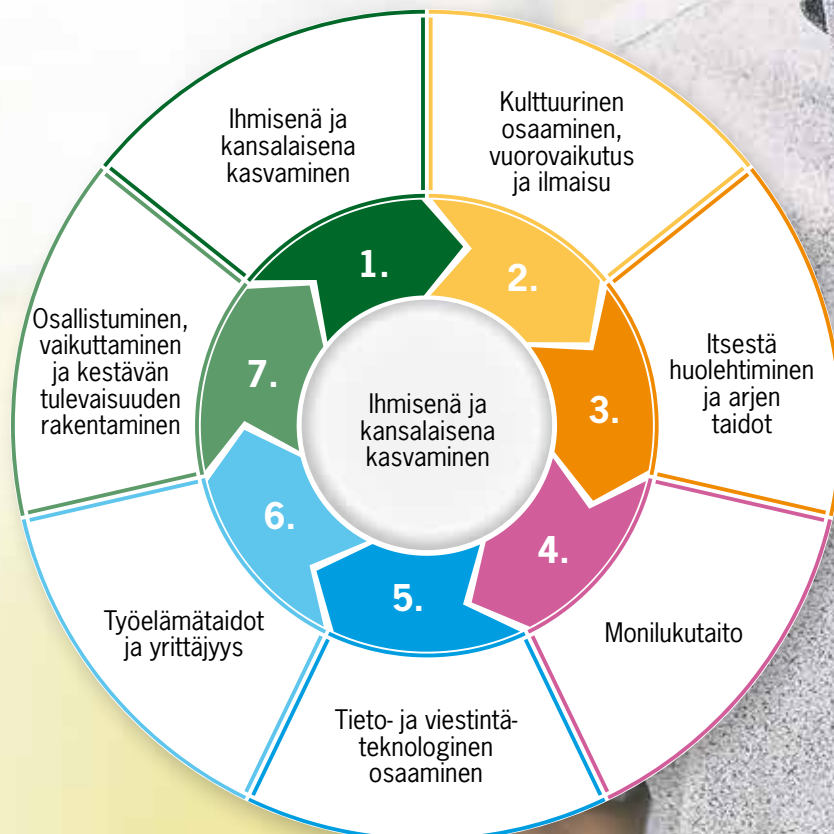 Ihmisenä ja
kansalaisena
kasvaminen
1.
Kulttuurinen
osaaminen,
vuorovaikutus
ja ilmaisu
2.
Itsestä
huolehtiminen
ja arjen
taidot
3.
Monilukutaito
4.
Tieto- ja viestintä-
teknologinen
osaaminen
5.
Työelämätaidot
ja yrittäjyys
6.
Osallistuminen,
vaikuttaminen
ja kestävän
tulevaisuuden
rakentaminen
7.
Ihmisenä ja
kansalaisena
kasvaminen